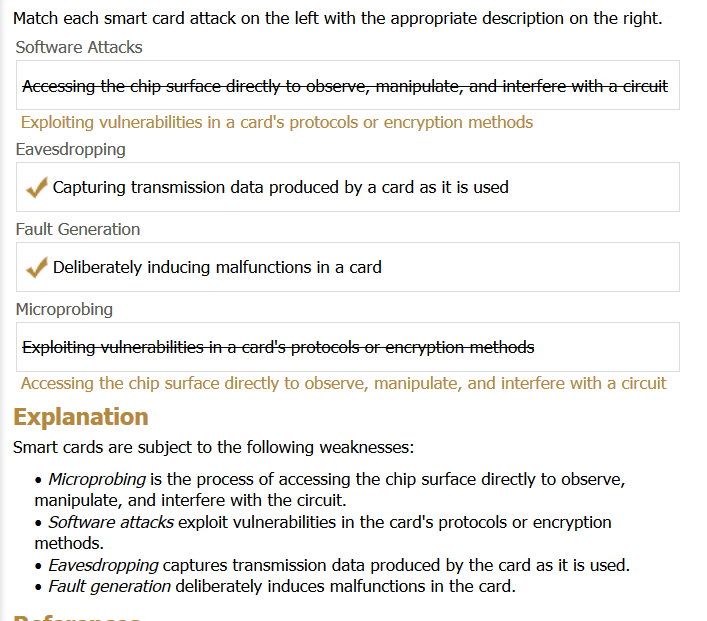 Match each smart card attack on the left with the appropriate description on the right.
Software Attacks
Accessing the chip surface directly to observe, manipulate, and interfere with a circuit
Exploiting vulnerabilities in a card's protocols or encryption methods
Eavesdropping
Capturing transmission data produced by a card as it is used
Fault Generation
Deliberately inducing malfunctions in a card
Microprobing
Exploiting vulnerabilities in a card's protocols or encryption methods
Accessing the chip surface directly to observe, manipulate, and interfere with a circuit
Explanation
Smart cards are subject to the following weaknesses:
• Microprobing is the process of accessing the chip surface directly to observe,
manipulate, and interfere with the circuit.
• Software attacks exploit vulnerabilities in the card's protocols or encryption
methods.
• Eavesdropping captures transmission data produced by the card as it is used.
• Fault generation deliberately induces malfunctions in the card.
References